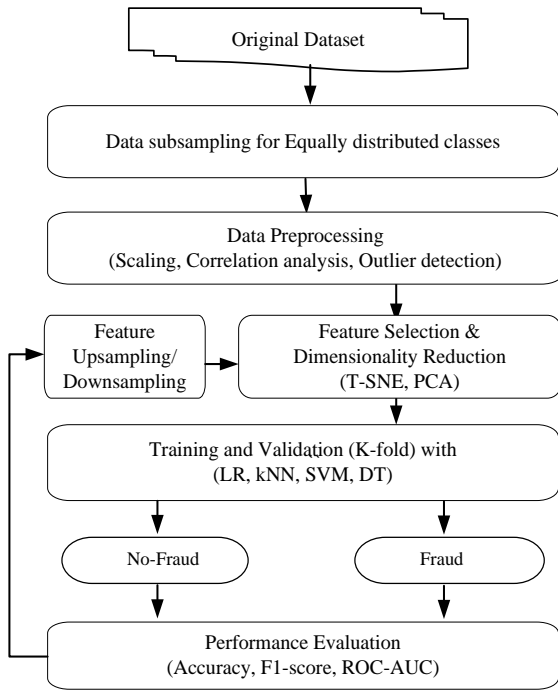 Original Dataset
Data subsampling for Equally distributed classes
Data Preprocessing
(Scaling, Correlation analysis, Outlier detection)
Feature
Upsampling/
Downsampling
Feature Selection &
Dimensionality Reduction
(T-SNE, PCA)
Training and Validation (K-fold) with
(LR, kNN, SVM, DT)
No-Fraud
Fraud
Performance Evaluation
(Accuracy, F1-score, ROC-AUC)